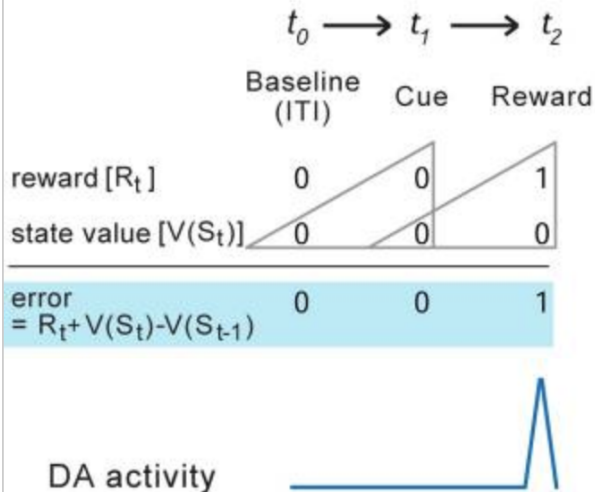 t0 → t1 → t2
Baseline (ITI) Cue Reward
reward [Rt] 0 0 1
state value [V(St)] 0 0 0
error 0 0 1
= Rt+V(St)-V(St-1)
DA activity